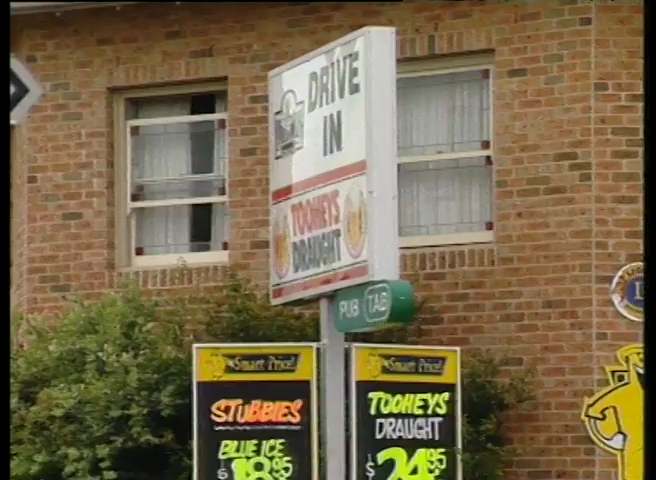 DRIVE
IN
TOOHEYS
DRAUGHT
PUB TAB
Smart Price!
STUBBIES
BLUE ICE
$18.95
Smart Price!
TOOHEYS
DRAUGHT
$24.95
L